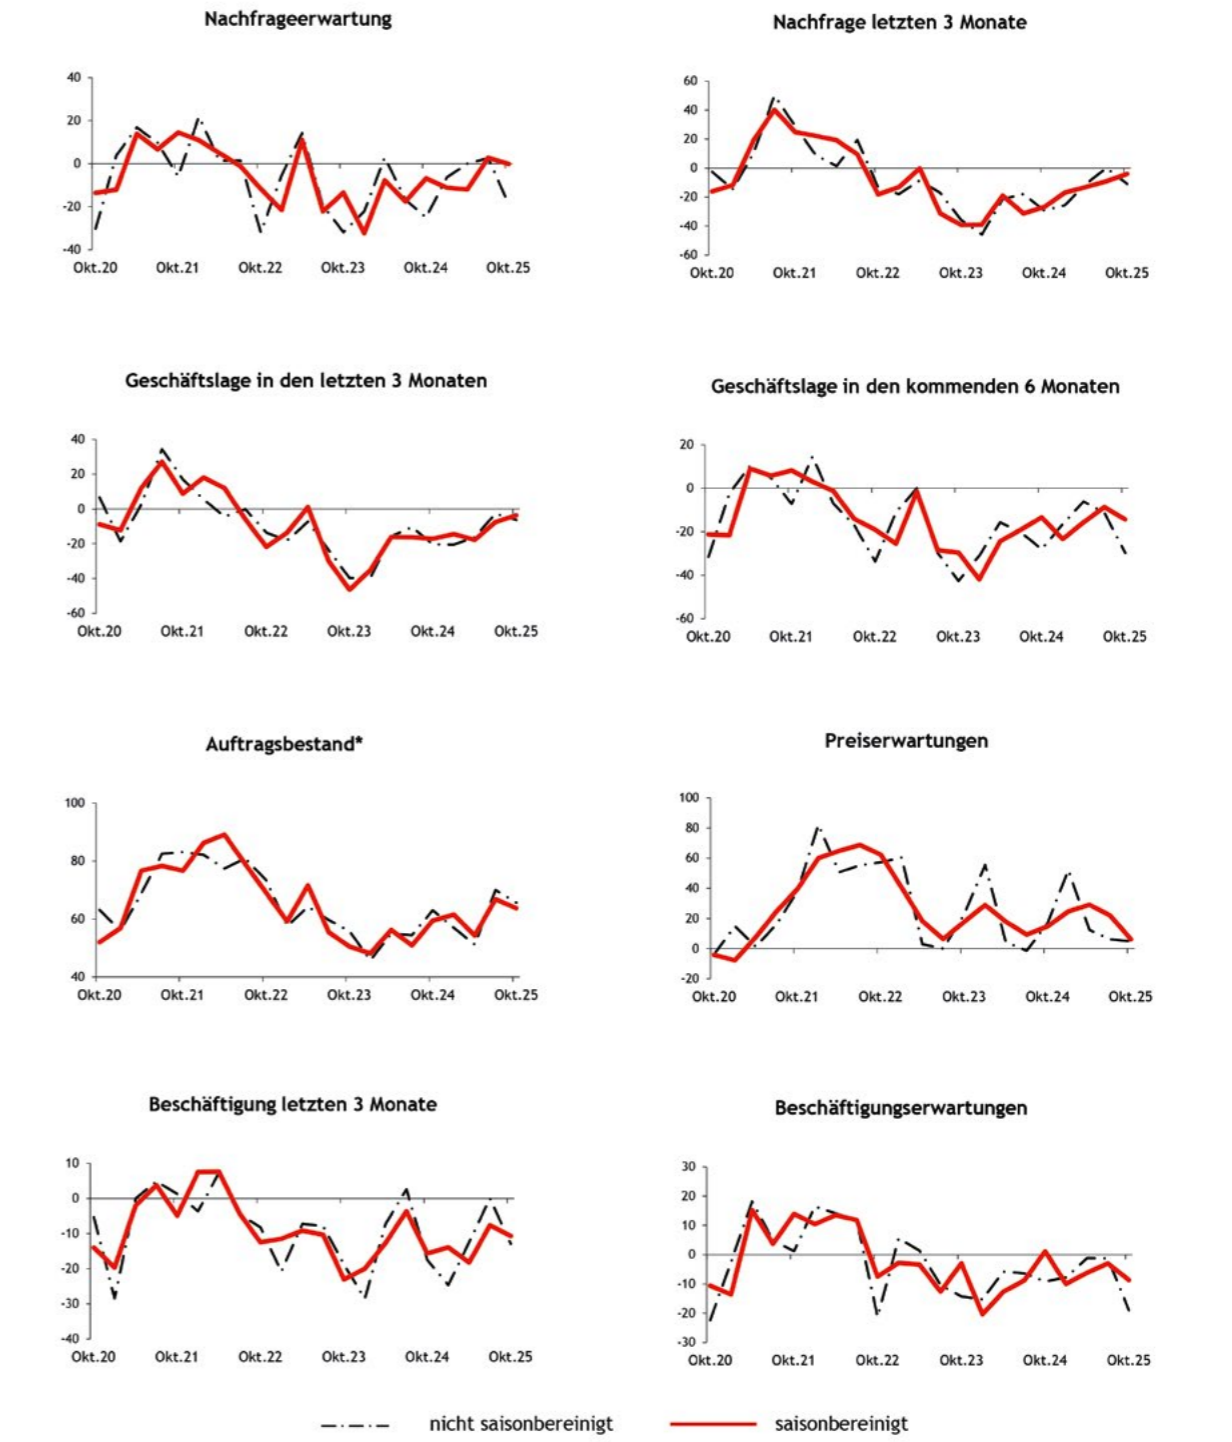 Nachfrageerwartung
40
20
0
-20
-40
Okt.20 Okt.21 Okt.22 Okt.23 Okt.24 Okt.25
Nachfrage letzten 3 Monate
60
40
20
0
-20
-40
-60
Okt.20 Okt.21 Okt.22 Okt.23 Okt.24 Okt.25
Geschäftslage in den letzten 3 Monaten
40
20
0
-20
-40
-60
Okt.20 Okt.21 Okt.22 Okt.23 Okt.24 Okt.25
Geschäftslage in den kommenden 6 Monaten
20
0
-20
-40
-60
Okt.20 Okt.21 Okt.22 Okt.23 Okt.24 Okt.25
Auftragsbestand*
100
80
60
40
Okt.20 Okt.21 Okt.22 Okt.23 Okt.24 Okt.25
Preiserwartungen
100
80
60
40
20
0
-20
Okt.20 Okt.21 Okt.22 Okt.23 Okt.24 Okt.25
Beschäftigung letzten 3 Monate
10
0
-10
-20
-30
-40
Okt.20 Okt.21 Okt.22 Okt.23 Okt.24 Okt.25
Beschäftigungserwartungen
30
20
10
0
-10
-20
-30
Okt.20 Okt.21 Okt.22 Okt.23 Okt.24 Okt.25
nicht saisonbereinigt saisonbereinigt